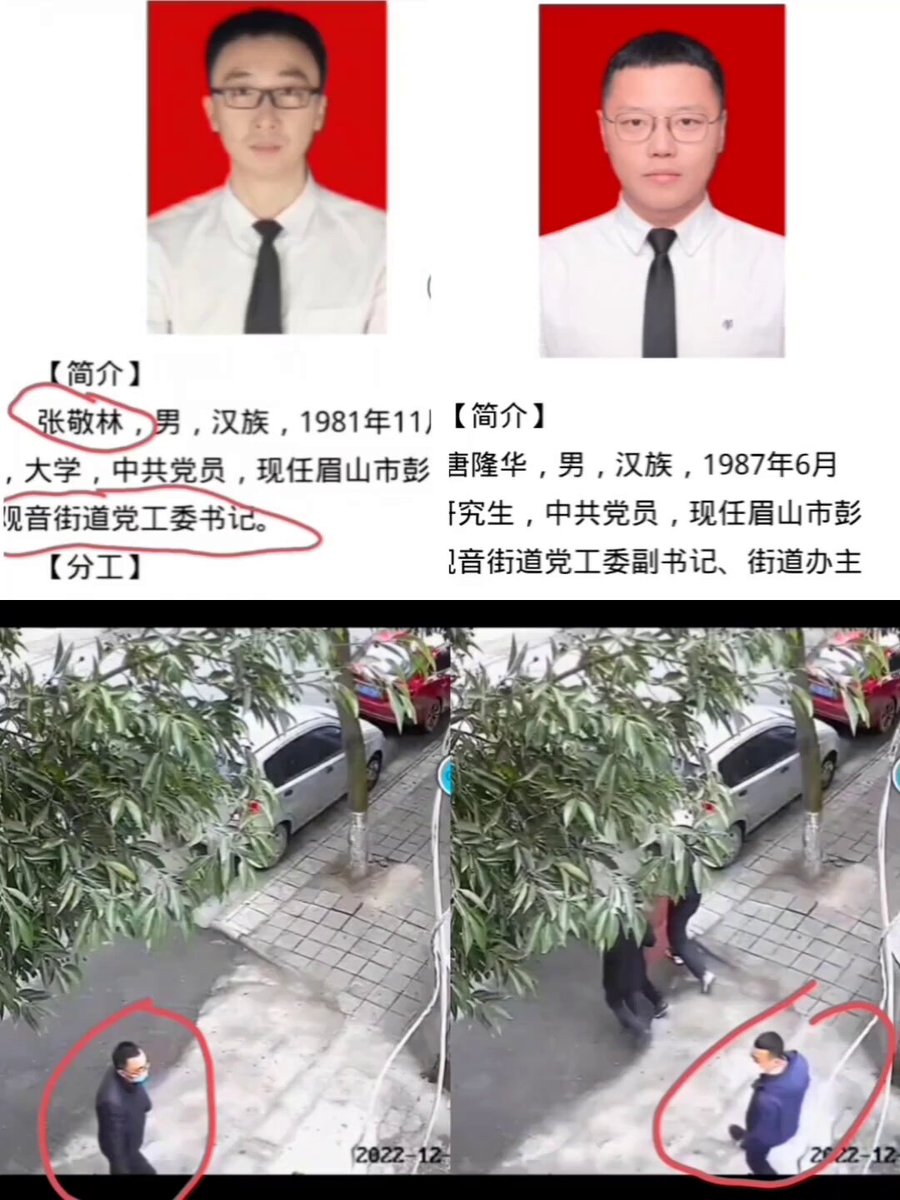 【简介】
张敬林，男，汉族，1981年11月
，大学，中共党员，现任眉山市彭
观音街道党工委书记。
【分工】
【简介】
唐隆华，男，汉族，1987年6月
研究生，中共党员，现任眉山市彭
观音街道党工委副书记、街道办主
2022-12-
2022-12-